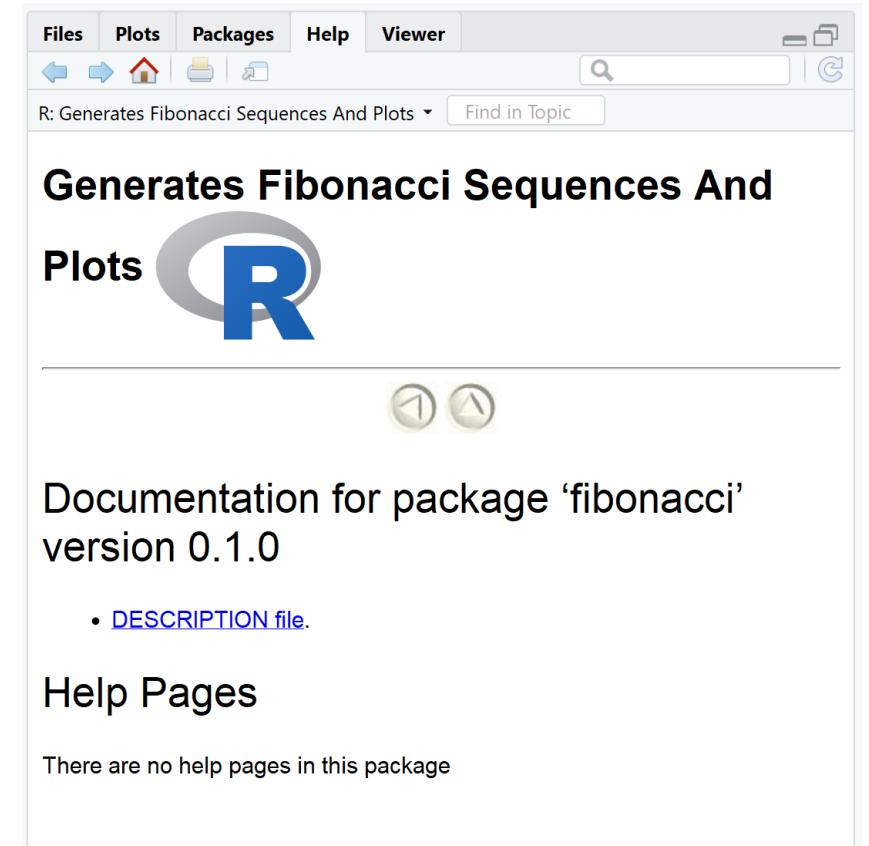 Files Plots Packages Help Viewer
R: Generates Fibonacci Sequences And Plots Find in Topic
Generates Fibonacci Sequences And
Plots R
Documentation for package ‘fibonacci’
version 0.1.0
DESCRIPTION file.
Help Pages
There are no help pages in this package